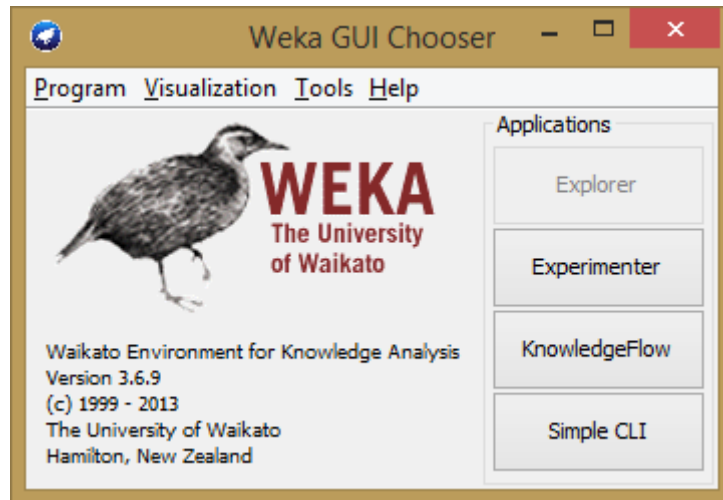 Weka GUI Chooser
Program Visualization Tools Help
WEKA
The University
of Waikato
Waikato Environment for Knowledge Analysis
Version 3.6.9
(c) 1999 - 2013
The University of Waikato
Hamilton, New Zealand
Applications
Explorer
Experimenter
KnowledgeFlow
Simple CLI